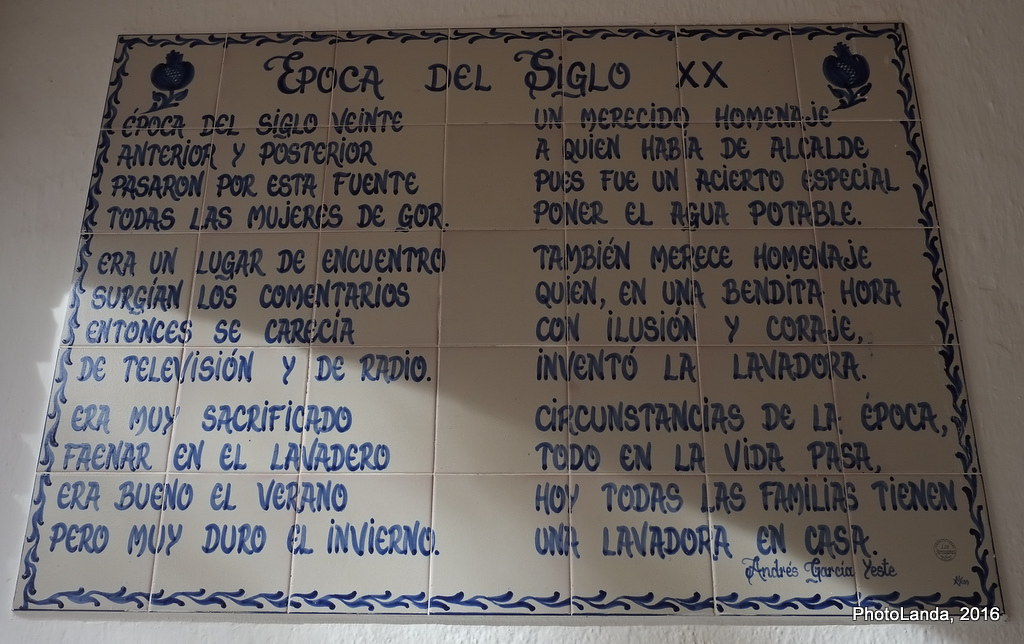 Época del Siglo XX
ÉPOCA DEL SIGLO VEINTE
ANTERIOR Y POSTERIOR
PASARON POR ESTA FUENTE
TODAS LAS MUJERES DE GOR.
ERA UN LUGAR DE ENCUENTRO
SURGÍAN LOS COMENTARIOS
ENTONCES SE CARECÍA
DE TELEVISIÓN Y DE RADIO.
ERA MUY SACRIFICADO
FAENAR EN EL LAVADERO
ERA BUENO EL VERANO
PERO MUY DURO EL INVIERNO.
UN MERECIDO HOMENAJE
A QUIEN HABÍA DE ALCALDE
PUES FUE UN ACIERTO ESPECIAL
PONER EL AGUA POTABLE.
TAMBIÉN MERECE HOMENAJE
QUIEN, EN UNA BENDITA HORA
CON ILUSIÓN Y CORAJE,
INVENTÓ LA LAVADORA.
CIRCUNSTANCIAS DE LA ÉPOCA,
TODO EN LA VIDA PASA,
HOY TODAS LAS FAMILIAS TIENEN
UNA LAVADORA EN CASA.
Andrés García Yeste
PhotoLanda, 2016